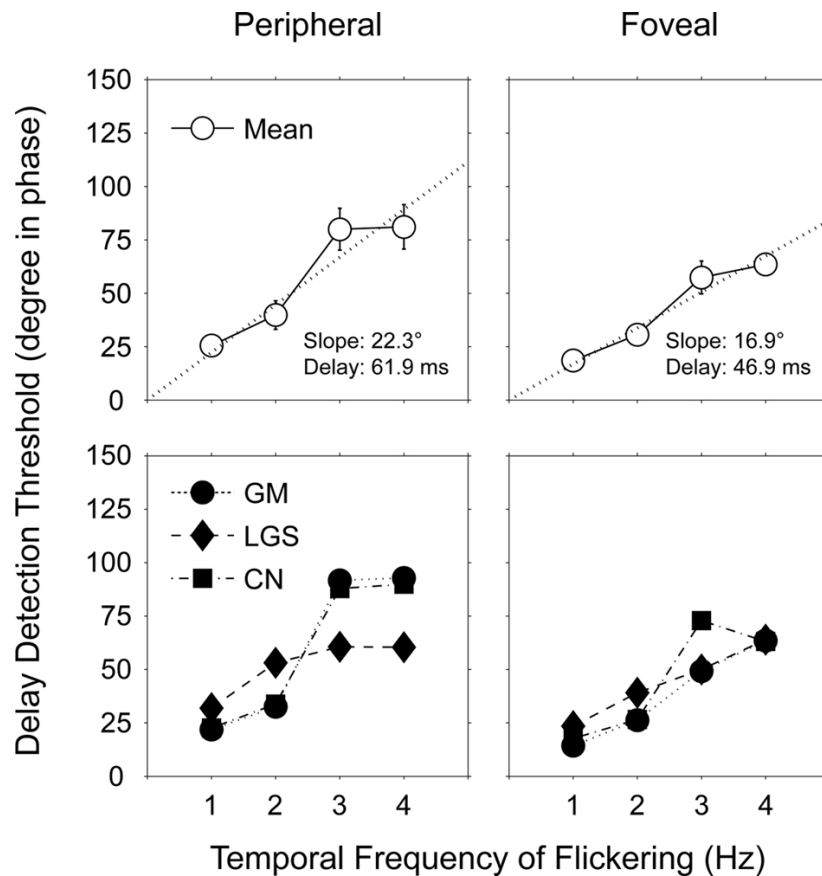 Peripheral
Foveal
Delay Detection Threshold (degree in phase)
150
125
100
75
50
25
0
Mean
Slope: 22.3°
Delay: 61.9 ms
Slope: 16.9°
Delay: 46.9 ms
150
125
100
75
50
25
0
GM
LGS
CN
1 2 3 4
1 2 3 4
Temporal Frequency of Flickering (Hz)